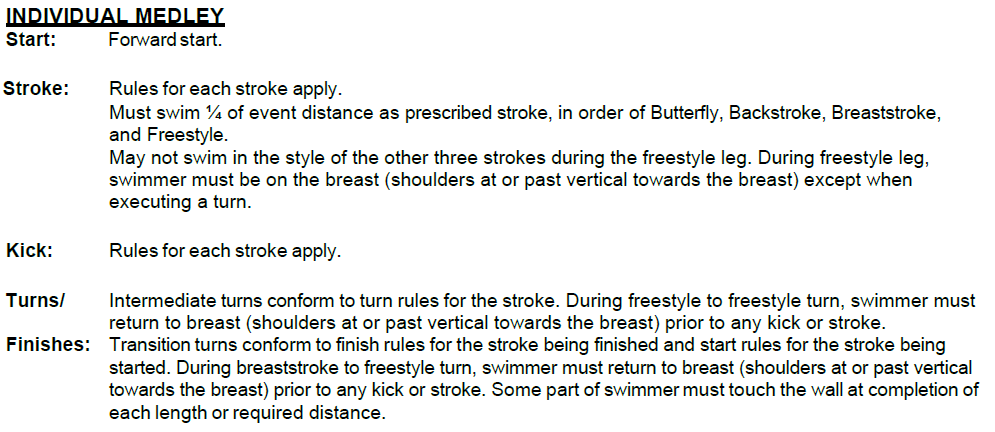 INDIVIDUAL MEDLEY
Start: Forward start.
Stroke: Rules for each stroke apply.
Must swim ¼ of event distance as prescribed stroke, in order of Butterfly, Backstroke, Breaststroke,
and Freestyle.
May not swim in the style of the other three strokes during the freestyle leg. During freestyle leg,
swimmer must be on the breast (shoulders at or past vertical towards the breast) except when
executing a turn.
Kick: Rules for each stroke apply.
Turns/ Intermediate turns conform to turn rules for the stroke. During freestyle to freestyle turn, swimmer must
return to breast (shoulders at or past vertical towards the breast) prior to any kick or stroke.
Finishes: Transition turns conform to finish rules for the stroke being finished and start rules for the stroke being
started. During breaststroke to freestyle turn, swimmer must return to breast (shoulders at or past vertical
towards the breast) prior to any kick or stroke. Some part of swimmer must touch the wall at completion of
each length or required distance.